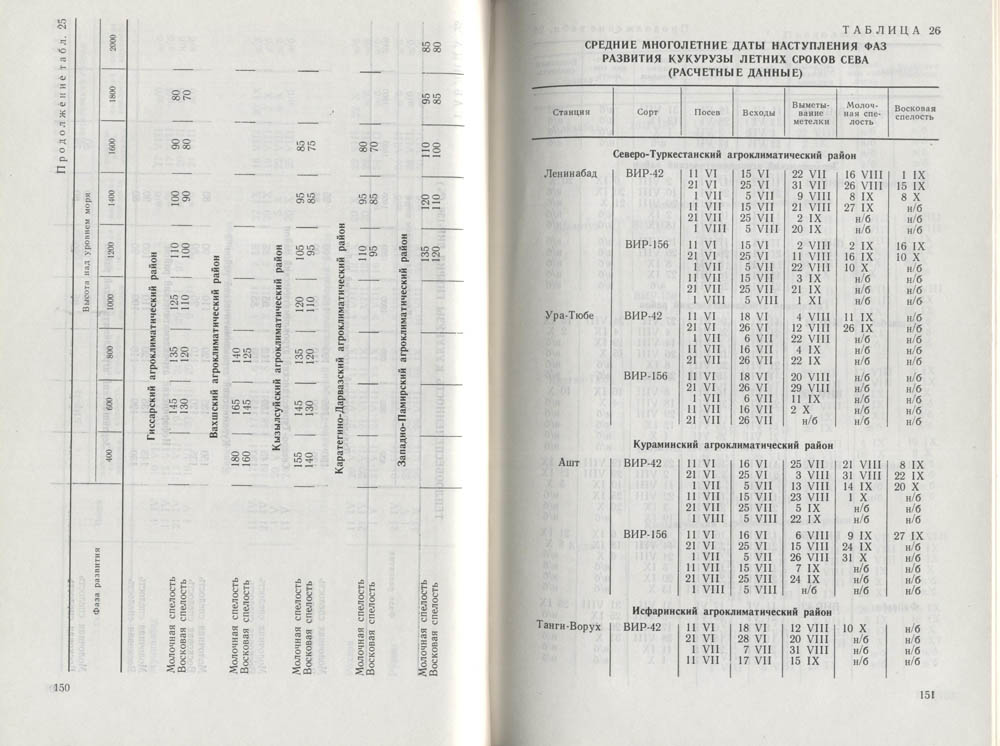 Продолжение табл. 25
Фаза развития
Высота над уровнем моря
400 600 800 1000 1200 1400 1600 1800 2000
Гиссарский агроклиматический район
Молочная спелость — 145 135 125 110 100 90 80 —
Восковая спелость — 130 120 110 100 90 80 70 —
Вахшский агроклиматический район
Молочная спелость 180 165 140 — — — — — —
Восковая спелость 160 145 125 — — — — — —
Кызылсуйский агроклиматический район
Молочная спелость 155 145 135 120 105 95 85 — —
Восковая спелость 140 130 120 110 95 85 75 — —
Каратегино-Дарвазский агроклиматический район
Молочная спелость — — — — 110 95 80 — —
Восковая спелость — — — — 95 85 70 — —
Западно-Памирский агроклиматический район
Молочная спелость — — — — 135 120 110 95 85
Восковая спелость — — — — 120 110 100 85 80
150
ТАБЛИЦА 26
СРЕДНИЕ МНОГОЛЕТНИЕ ДАТЫ НАСТУПЛЕНИЯ ФАЗ
РАЗВИТИЯ КУКУРУЗЫ ЛЕТНИХ СРОКОВ СЕВА
(РАСЧЕТНЫЕ ДАННЫЕ)
Станция Сорт Посев Всходы Выметывание метелки Молочная спелость Восковая спелость
Северо-Туркестанский агроклиматический район
Ленинабад ВИР-42 11 VI 15 VI 22 VII 16 VIII 1 IX
21 VI 25 VI 31 VII 26 VIII 15 IX
1 VII 5 VII 9 VIII 8 IX 8 X
11 VII 15 VII 21 VIII 27 IX н/б
21 VII 25 VII 2 IX н/б н/б
1 VIII 5 VIII 20 IX н/б н/б
ВИР-156 11 VI 15 VI 2 VIII 2 IX 16 IX
21 VI 25 VI 11 VIII 16 IX 10 X
1 VII 5 VII 22 VIII 10 X н/б
11 VII 15 VII 3 IX н/б н/б
21 VII 25 VII 21 IX н/б н/б
1 VIII 5 VIII 1 XI н/б н/б
Ура-Тюбе ВИР-42 11 VI 18 VI 4 VIII 11 IX н/б
21 VI 26 VI 12 VIII 26 IX н/б
1 VII 6 VII 22 VIII н/б н/б
11 VII 16 VII 4 IX н/б н/б
21 VII 26 VII 22 IX н/б н/б
ВИР-156 11 VI 18 VI 20 VIII н/б н/б
21 VI 26 VI 29 VIII н/б н/б
1 VII 6 VII 11 IX н/б н/б
11 VII 16 VII 2 X н/б н/б
21 VII 26 VII н/б н/б н/б
Кураминский агроклиматический район
Ашт ВИР-42 11 VI 16 VI 25 VII 21 VIII 8 IX
21 VI 25 VI 3 VIII 31 VIII 22 IX
1 VII 5 VII 13 VIII 14 IX 20 X
11 VII 15 VII 23 VIII 1 X н/б
21 VII 25 VII 5 IX н/б н/б
1 VIII 5 VIII 22 IX н/б н/б
ВИР-156 11 VI 16 VI 6 VIII 9 IX 27 IX
21 VI 25 VI 15 VIII 24 IX н/б
1 VII 5 VII 26 VIII 31 X н/б
11 VII 15 VII 7 IX н/б н/б
21 VII 25 VII 24 IX н/б н/б
1 VIII 5 VIII н/б н/б н/б
Исфаринский агроклиматический район
Танги-Ворух ВИР-42 11 VI 18 VI 12 VIII 10 X н/б
21 VI 28 VI 20 VIII н/б н/б
1 VII 7 VII 31 VIII н/б н/б
11 VII 17 VII 15 IX н/б н/б
151